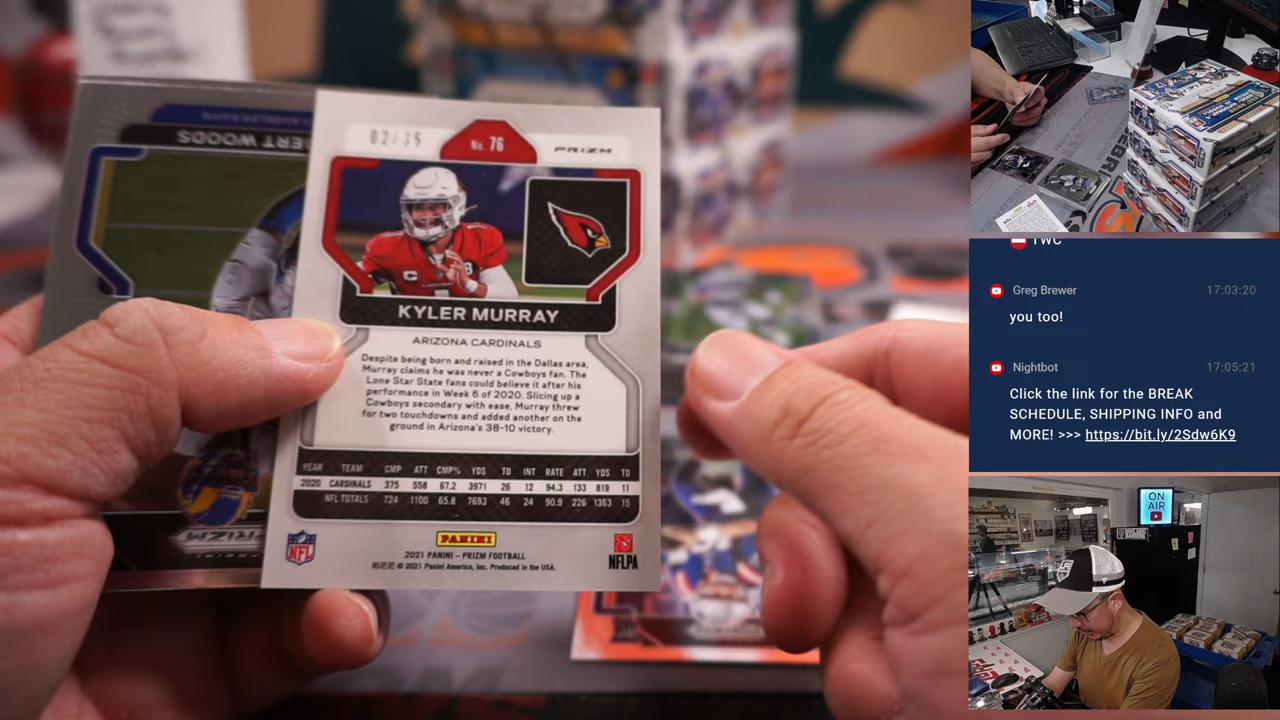 ERT WOODS
PRIZM
02/35
No. 76
PRIZM
KYLER MURRAY
ARIZONA CARDINALS
Despite being born and raised in the Dallas area,
Murray claims he was never a Cowboys fan. The
Lone Star State fans could believe it after his
performance in Week 6 of 2020. Slicing up a
Cowboys secondary with ease, Murray threw
for two touchdowns and added another on the
ground in Arizona's 38-10 victory.
YEAR TEAM CMP ATT CMP% YDS TD INT RATE ATT YDS TD
2020 CARDINALS 375 558 67.2 3971 26 12 94.3 133 819 11
NFL TOTALS 724 1100 65.8 7693 46 24 90.9 226 1363 15
NFL
PANINI
2021 PANINI – PRIZM FOOTBALL
© 2021 Panini America, Inc. Produced in the USA.
NFLPA
TWC
Greg Brewer 17:03:20
you too!
Nightbot 17:05:21
Click the link for the BREAK
SCHEDULE, SHIPPING INFO and
MORE! >>> https://bit.ly/2Sdw6K9
ON
AIR